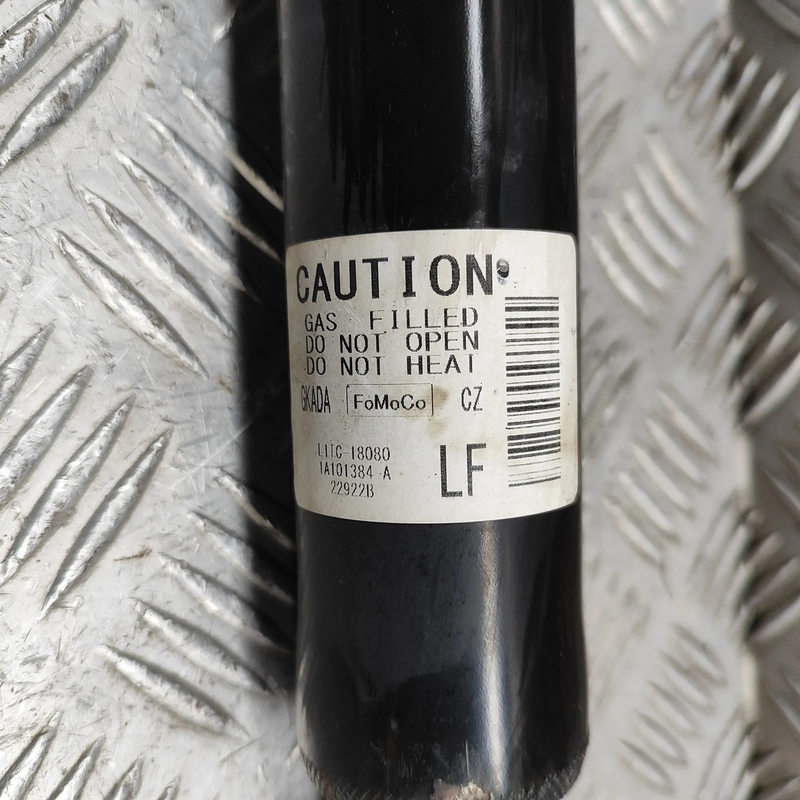 CAUTION
GAS FILLED
DO NOT OPEN
DO NOT HEAT
GKADA FoMoCo CZ
L1TC-18080
1A101384 A
22922B
LF